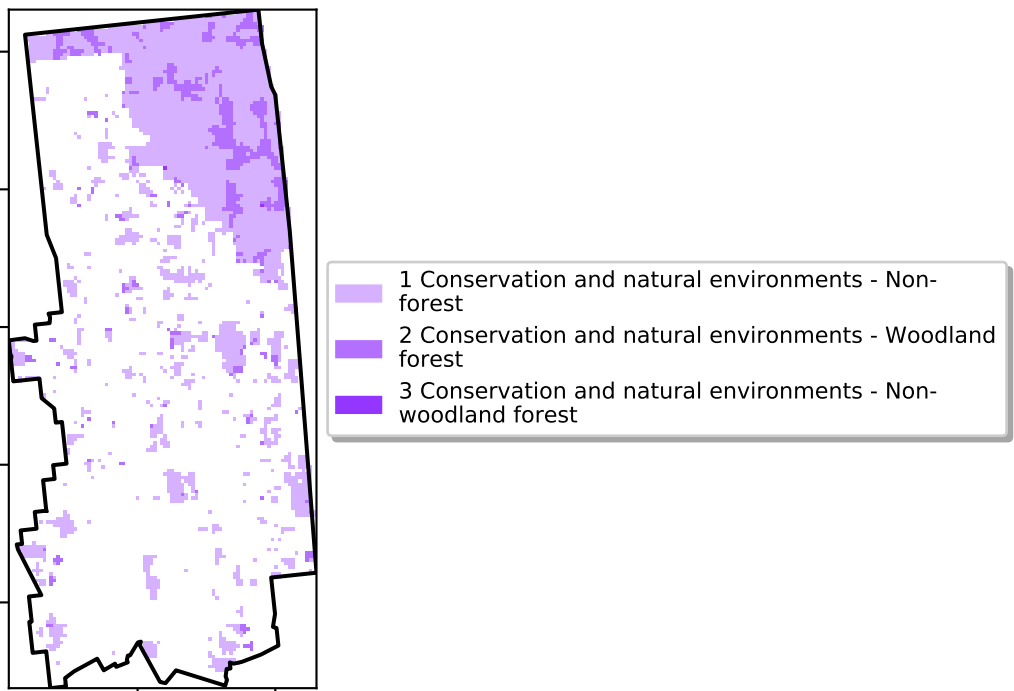 1 Conservation and natural environments - Non-
forest
2 Conservation and natural environments - Woodland
forest
3 Conservation and natural environments - Non-
woodland forest